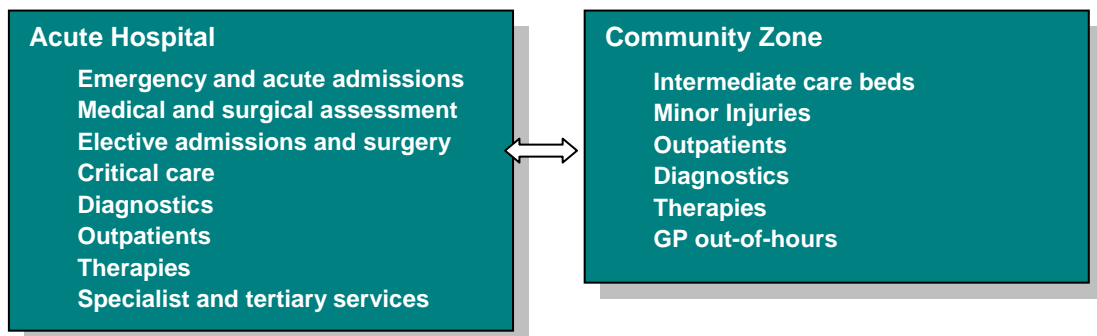 Acute Hospital
Emergency and acute admissions
Medical and surgical assessment
Elective admissions and surgery
Critical care
Diagnostics
Outpatients
Therapies
Specialist and tertiary services
Community Zone
Intermediate care beds
Minor Injuries
Outpatients
Diagnostics
Therapies
GP out-of-hours